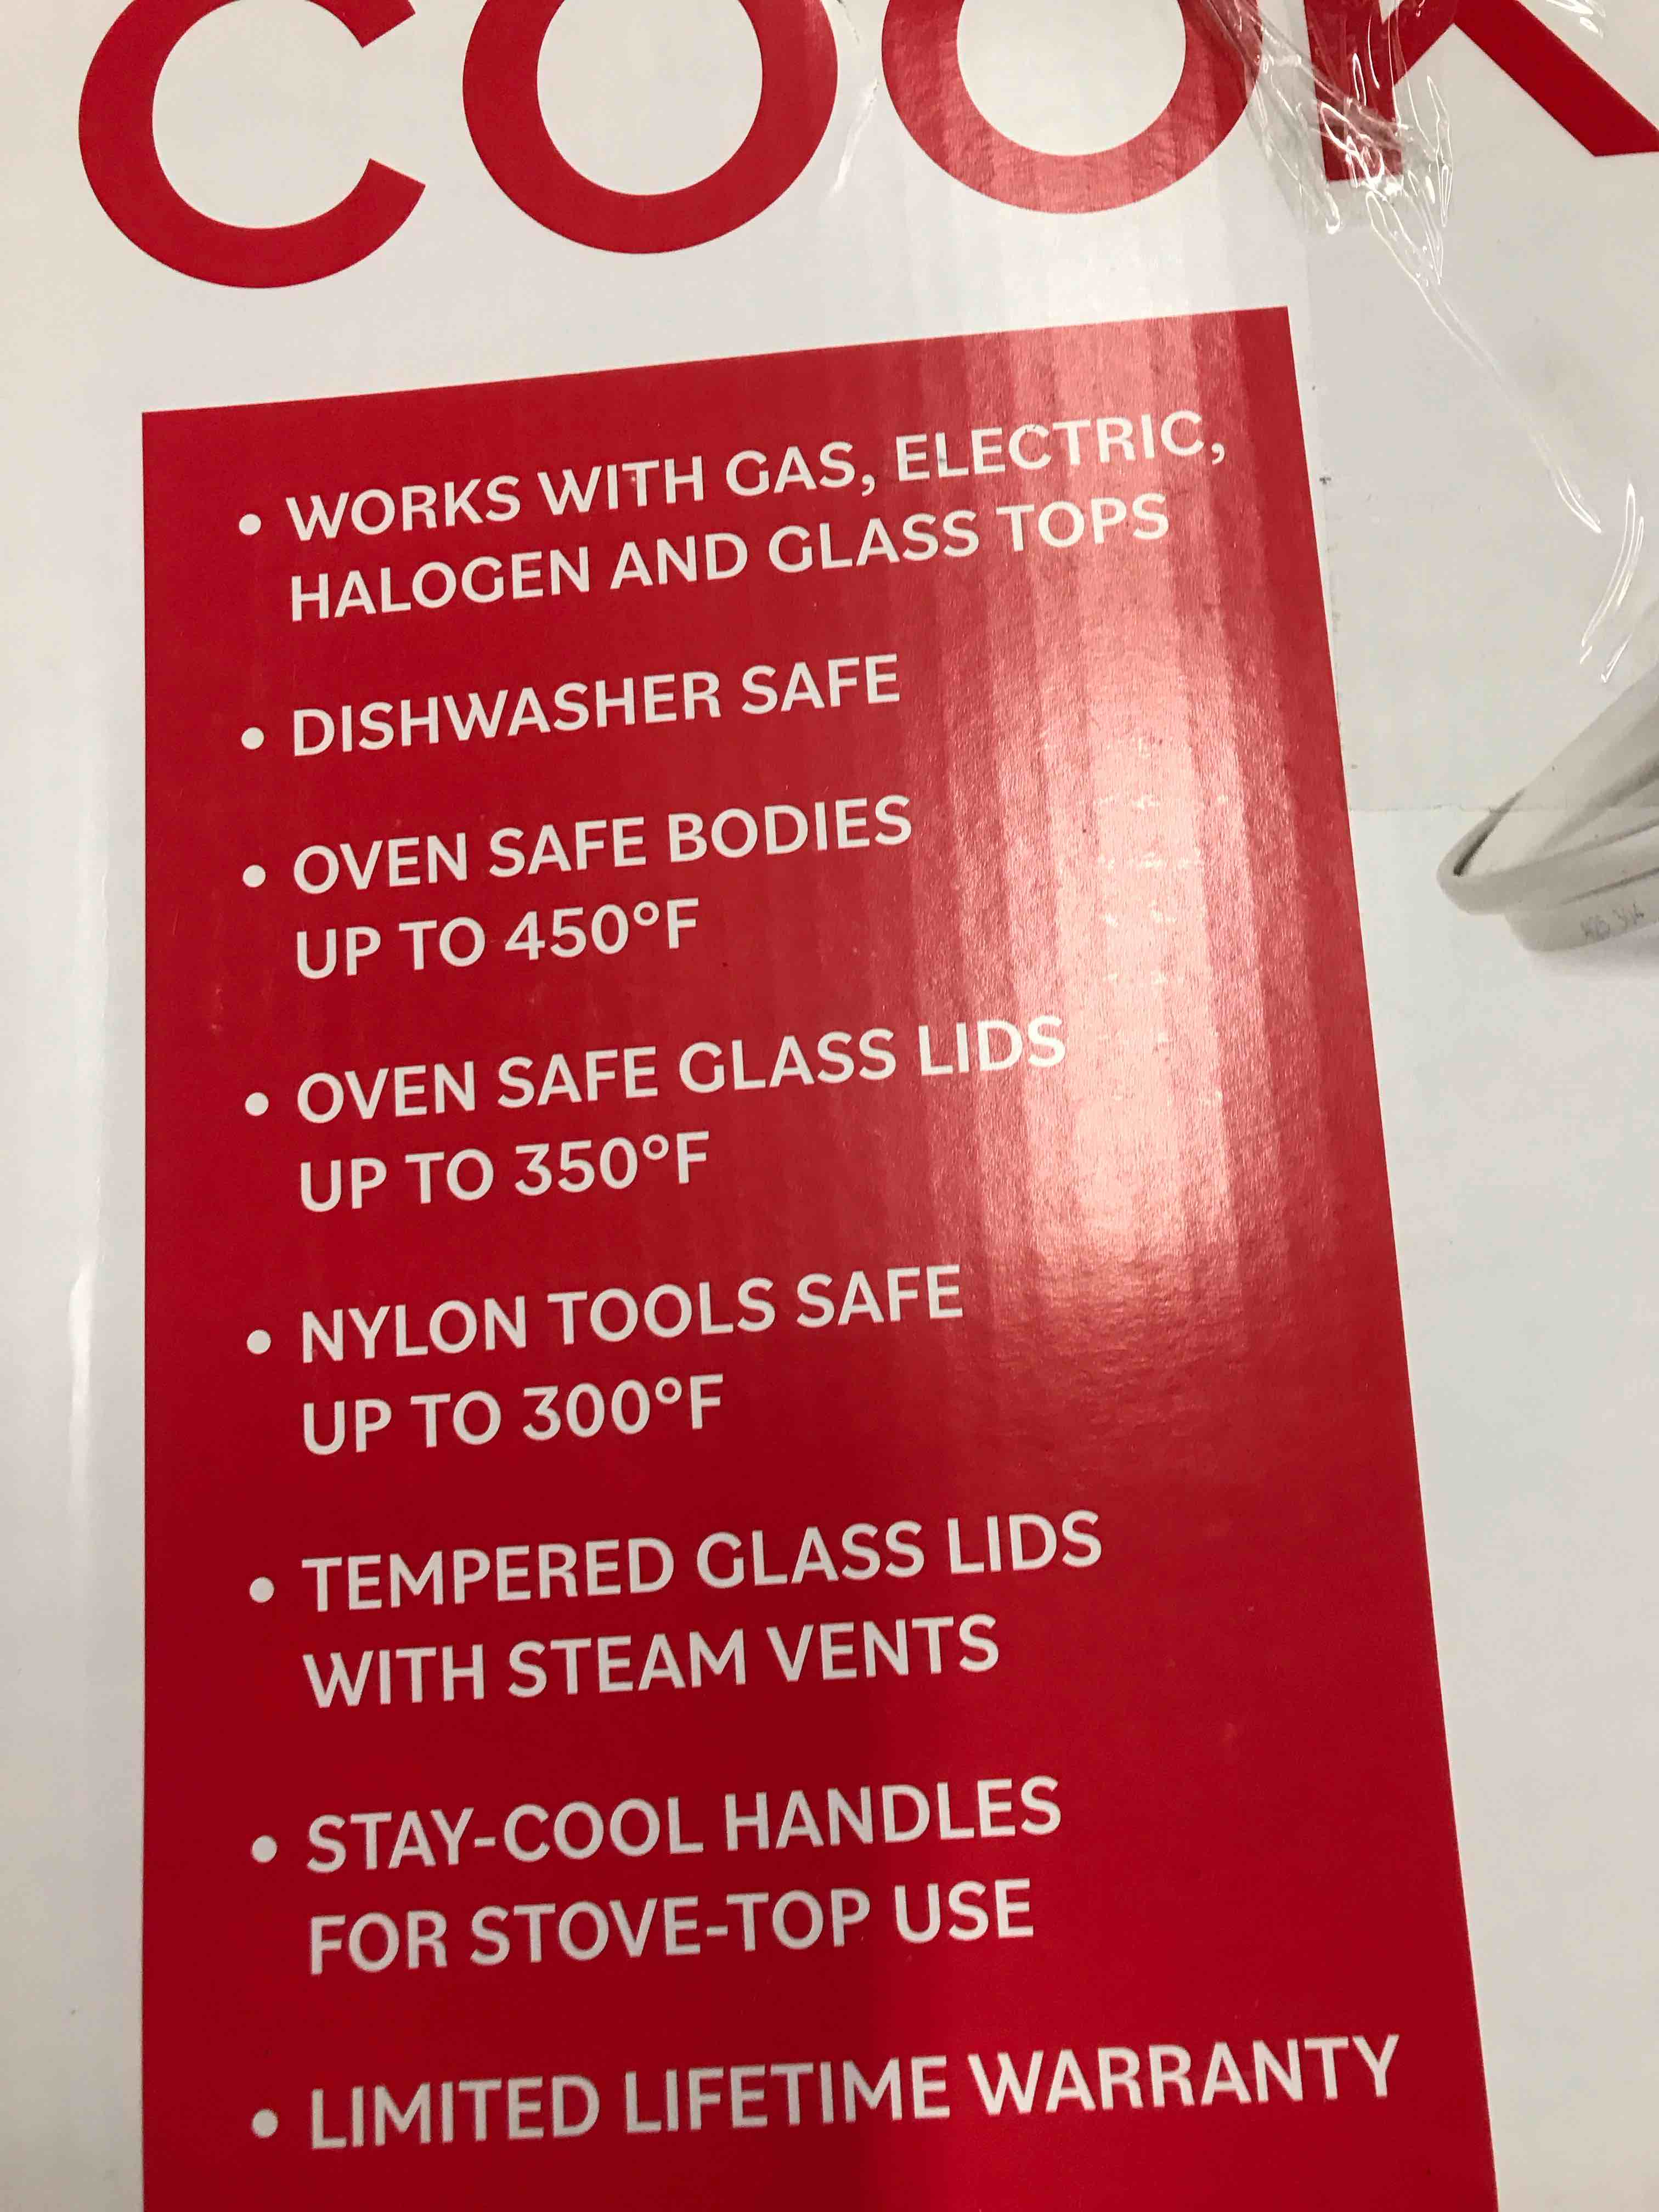 COOK
• WORKS WITH GAS, ELECTRIC,
HALOGEN AND GLASS TOPS
• DISHWASHER SAFE
• OVEN SAFE BODIES
UP TO 450°F
• OVEN SAFE GLASS LIDS
UP TO 350°F
• NYLON TOOLS SAFE
UP TO 300°F
• TEMPERED GLASS LIDS
WITH STEAM VENTS
• STAY-COOL HANDLES
FOR STOVE-TOP USE
• LIMITED LIFETIME WARRANTY